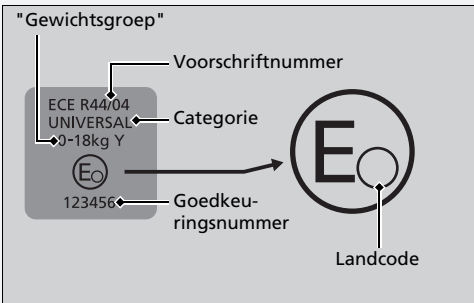 "Gewichtsgroep"
Voorschriftnummer
ECE R44/04
UNIVERSAL
0-18kg Y
E
123456
Categorie
Goedkeu-
ringsnummer
E
Landcode